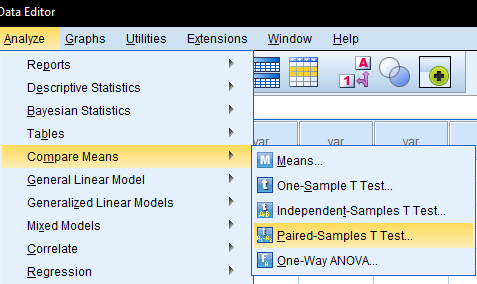 Data Editor
Analyze Graphs Utilities Extensions Window Help
Reports
Descriptive Statistics
Bayesian Statistics
Tables
Compare Means
General Linear Model
Generalized Linear Models
Mixed Models
Correlate
Regression
A
1
var var var var
M Means...
t One-Sample T Test...
t A-B Independent-Samples T Test...
Paired-Samples T Test...
One-Way ANOVA...